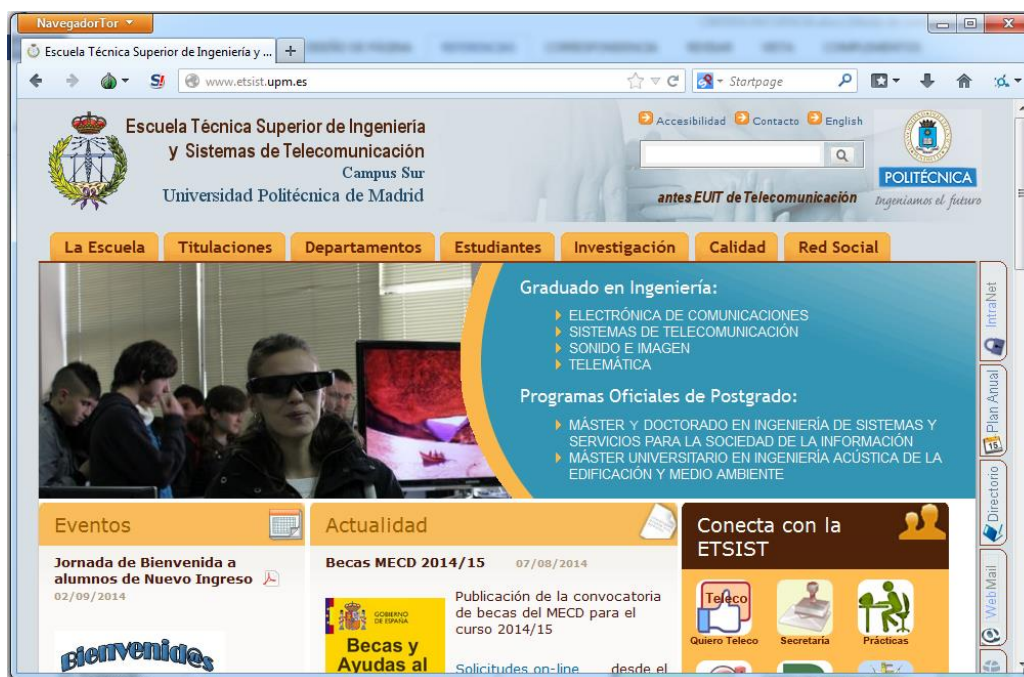 NavegadorTor
Escuela Técnica Superior de Ingeniería y ...
www.etsist.upm.es
Startpage
Escuela Técnica Superior de Ingeniería
y Sistemas de Telecomunicación
Campus Sur
Universidad Politécnica de Madrid
Accesibilidad Contacto English
antes EUIT de Telecomunicación
POLITÉCNICA
Ingeniamos el futuro
La Escuela Titulaciones Departamentos Estudiantes Investigación Calidad Red Social
Graduado en Ingeniería:
ELECTRÓNICA DE COMUNICACIONES
SISTEMAS DE TELECOMUNICACIÓN
SONIDO E IMAGEN
TELEMÁTICA
Programas Oficiales de Postgrado:
MÁSTER Y DOCTORADO EN INGENIERÍA DE SISTEMAS Y
SERVICIOS PARA LA SOCIEDAD DE LA INFORMACIÓN
MÁSTER UNIVERSITARIO EN INGENIERÍA ACÚSTICA DE LA
EDIFICACIÓN Y MEDIO AMBIENTE
IntraNet
15 Plan Anual
Directorio
WebMail
Eventos
Jornada de Bienvenida a
alumnos de Nuevo Ingreso
02/09/2014
Bienvenid@s
Actualidad
Becas MECD 2014/15 07/08/2014
GOBIERNO
DE ESPAÑA
Becas y
Ayudas al
Publicación de la convocatoria
de becas del MECD para el
curso 2014/15
Solicitudes on-line desde el
Conecta con la
ETSIST
Teleco
Quiero Teleco Secretaría Prácticas